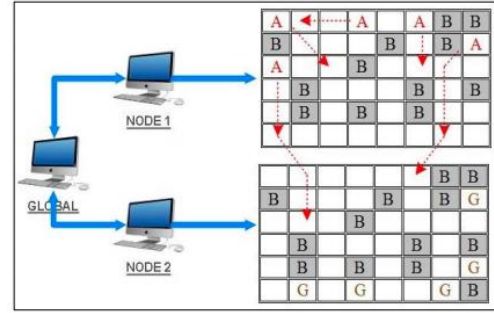 A A A B B
B B B A
A B
B B B
B B B
NODE 1
GLOBAL
B B
B B B G
B
B B B
B B B G
G G G B
NODE 2